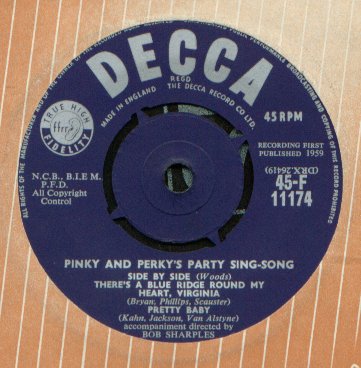 DECCA
REGD
MADE IN ENGLAND
THE DECCA RECORD CO LTD.
45 RPM
TRUE HIGH
ffrr
FIDELITY
RECORDING FIRST
PUBLISHED 1959
N.C.B. B.I.E.M.
P.F.D.
All Copyright
Control
(DRX.26419)
45-F
11174
PINKY AND PERKY'S PARTY SING-SONG
SIDE BY SIDE (Woods)
THERE'S A BLUE RIDGE ROUND MY
HEART, VIRGINIA
(Bryan, Phillips, Scauster)
PRETTY BABY
(Kahn, Jackson, Van Alstyne)
accompaniment directed by
BOB SHARPLES